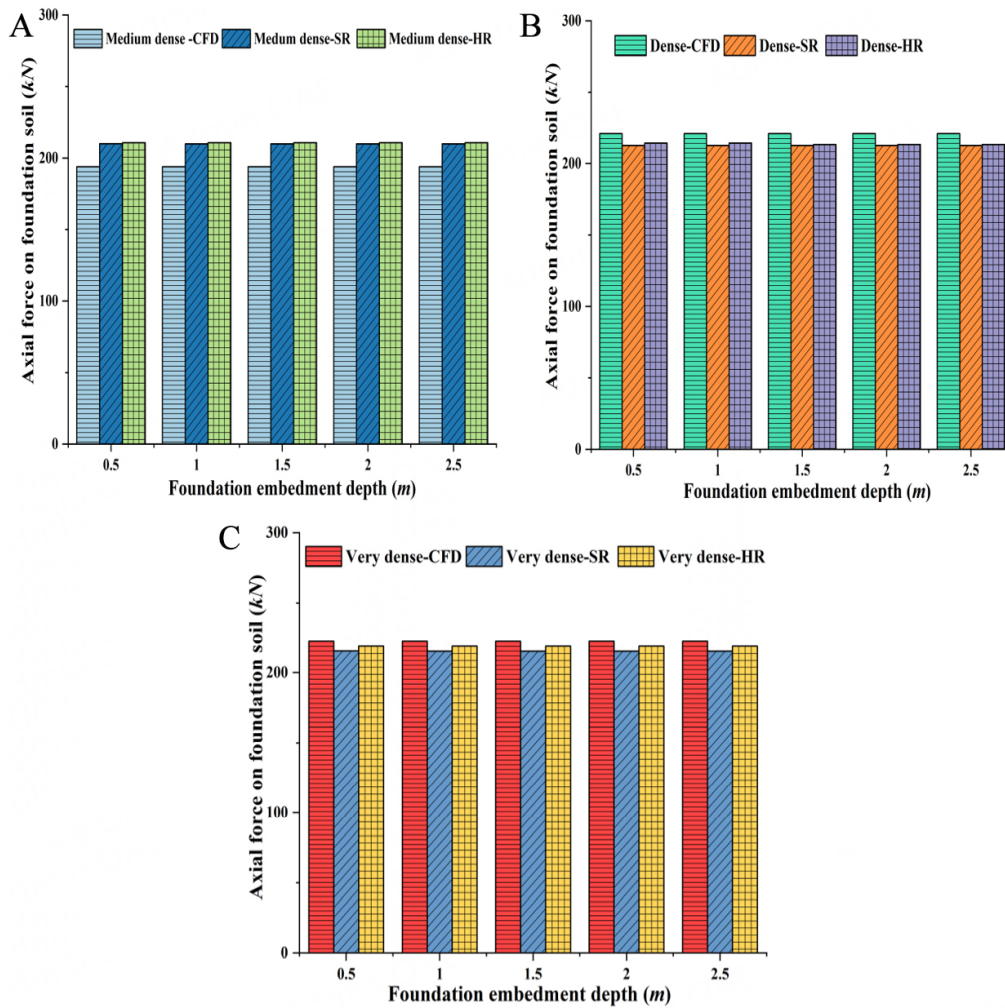 A
Axial force on foundation soil (kN)
300
200
100
0
Medium dense -CFD Medum dense-SR Medium dense-HR
0.5 1 1.5 2 2.5
Foundation embedment depth (m)
B
Axial force on foundation soil (kN)
300
200
100
0
Dense-CFD Dense-SR Dense-HR
0.5 1 1.5 2 2.5
Foundation embedment depth (m)
C
Axial force on foundation soil (kN)
300
200
100
0
Very dense-CFD Very dense-SR Very dense-HR
0.5 1 1.5 2 2.5
Foundation embedment depth (m)